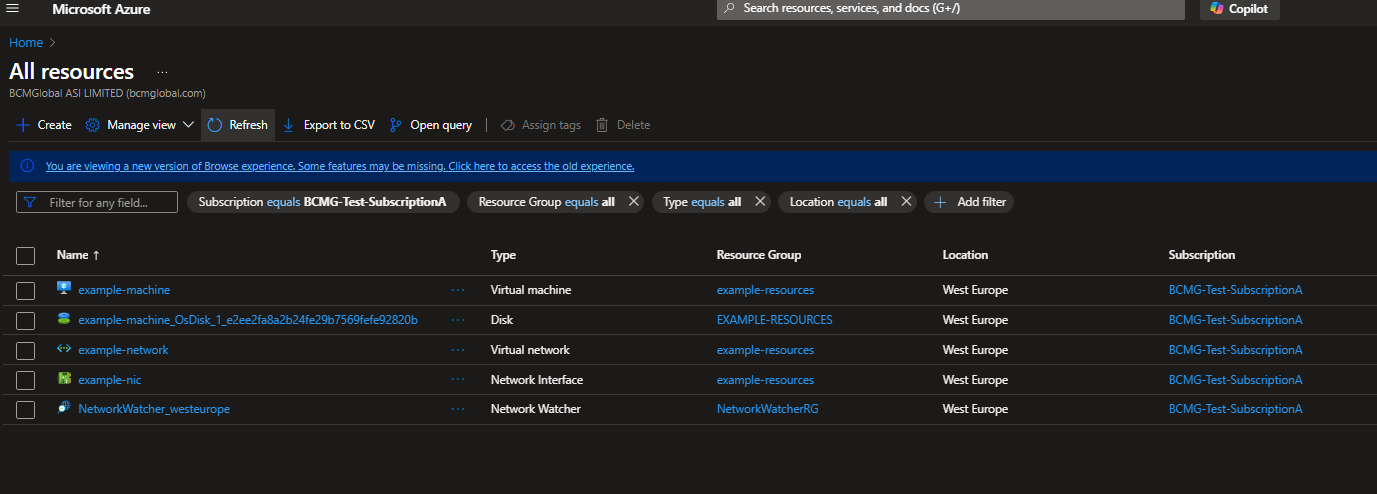 Microsoft Azure
Search resources, services, and docs (G+/)
Copilot
Home
All resources ...
BCMGlobal ASI LIMITED (bcmglobal.com)
Create Manage view Refresh Export to CSV Open query Assign tags Delete
You are viewing a new version of Browse experience. Some features may be missing. Click here to access the old experience.
Filter for any field... Subscription equals BCMG-Test-SubscriptionA Resource Group equals all Type equals all Location equals all Add filter
Name ↑ Type Resource Group Location Subscription
example-machine ... Virtual machine example-resources West Europe BCMG-Test-SubscriptionA
example-machine_OsDisk_1_e2ee2fa8a2b24fe29b7569fefe92820b ... Disk EXAMPLE-RESOURCES West Europe BCMG-Test-SubscriptionA
example-network ... Virtual network example-resources West Europe BCMG-Test-SubscriptionA
example-nic ... Network Interface example-resources West Europe BCMG-Test-SubscriptionA
NetworkWatcher_westeurope ... Network Watcher NetworkWatcherRG West Europe BCMG-Test-SubscriptionA